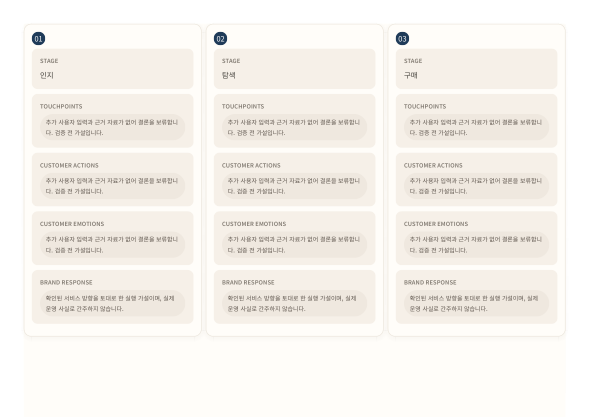 01
STAGE
인지
TOUCHPOINTS
추가 사용자 입력과 근거 자료가 없어 결론을 보류합니
다. 검증 전 가설입니다.
CUSTOMER ACTIONS
추가 사용자 입력과 근거 자료가 없어 결론을 보류합니
다. 검증 전 가설입니다.
CUSTOMER EMOTIONS
추가 사용자 입력과 근거 자료가 없어 결론을 보류합니
다. 검증 전 가설입니다.
BRAND RESPONSE
확인된 서비스 방향을 토대로 한 실행 가설이며, 실제
운영 사실로 간주하지 않습니다.
02
STAGE
탐색
TOUCHPOINTS
추가 사용자 입력과 근거 자료가 없어 결론을 보류합니
다. 검증 전 가설입니다.
CUSTOMER ACTIONS
추가 사용자 입력과 근거 자료가 없어 결론을 보류합니
다. 검증 전 가설입니다.
CUSTOMER EMOTIONS
추가 사용자 입력과 근거 자료가 없어 결론을 보류합니
다. 검증 전 가설입니다.
BRAND RESPONSE
확인된 서비스 방향을 토대로 한 실행 가설이며, 실제
운영 사실로 간주하지 않습니다.
03
STAGE
구매
TOUCHPOINTS
추가 사용자 입력과 근거 자료가 없어 결론을 보류합니
다. 검증 전 가설입니다.
CUSTOMER ACTIONS
추가 사용자 입력과 근거 자료가 없어 결론을 보류합니
다. 검증 전 가설입니다.
CUSTOMER EMOTIONS
추가 사용자 입력과 근거 자료가 없어 결론을 보류합니
다. 검증 전 가설입니다.
BRAND RESPONSE
확인된 서비스 방향을 토대로 한 실행 가설이며, 실제
운영 사실로 간주하지 않습니다.